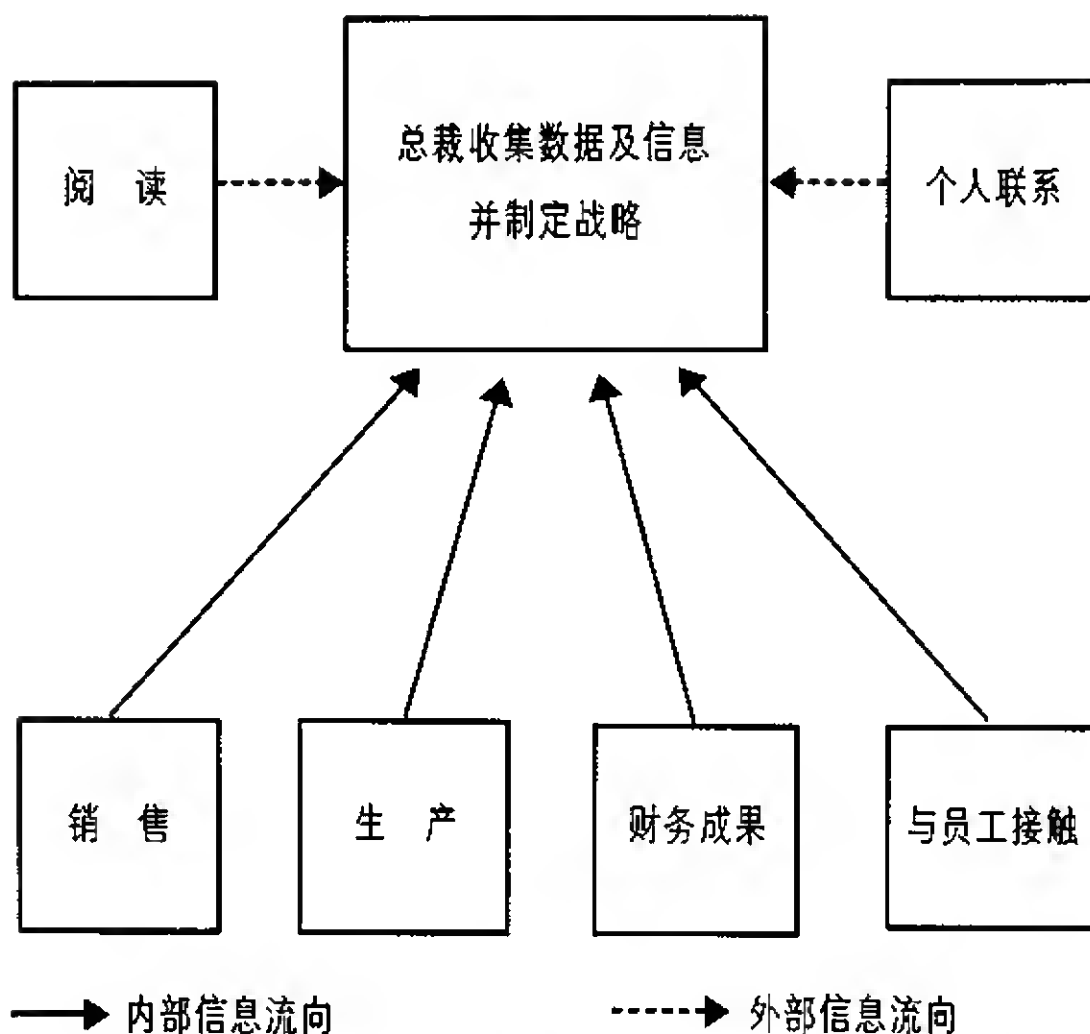 总裁收集数据及信息
并制定战略
阅 读
个人联系
销 售
生 产
财务成果
与员工接触
内部信息流向
外部信息流向